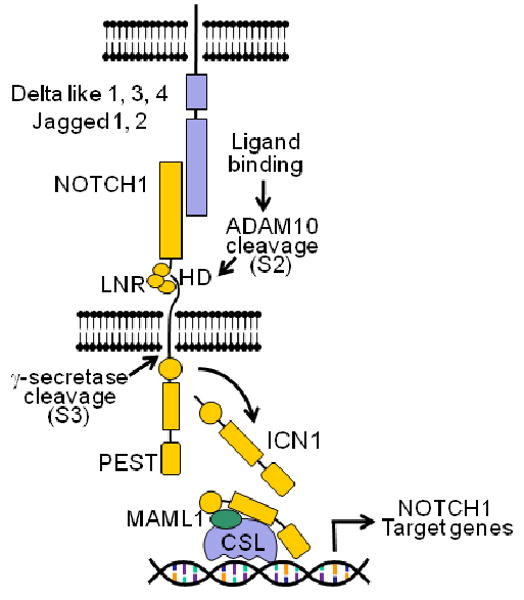 Delta like 1, 3, 4
Jagged 1, 2
NOTCH1
Ligand
binding
ADAM10
cleavage
(S2)
LNR
HD
γ-secretase
cleavage
(S3)
PEST
ICN1
MAML1
CSL
NOTCH1
Target genes